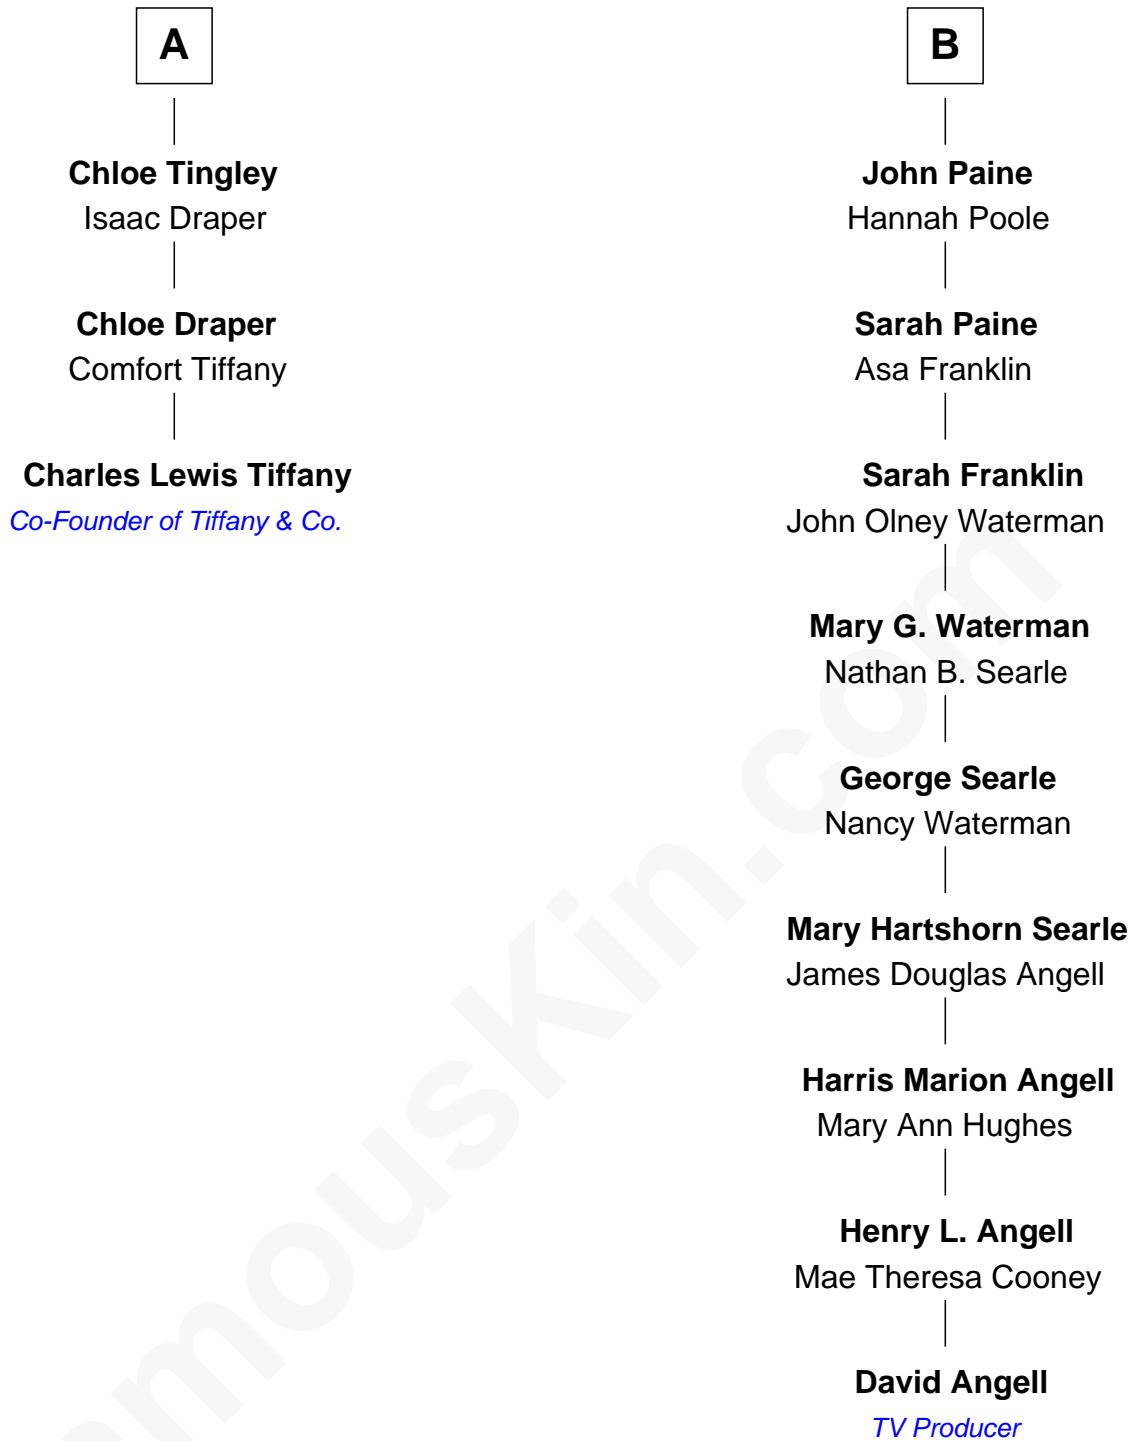 A
Chloe Tingley
Isaac Draper
Chloe Draper
Comfort Tiffany
Charles Lewis Tiffany
Co-Founder of Tiffany & Co.
B
John Paine
Hannah Poole
Sarah Paine
Asa Franklin
Sarah Franklin
John Olney Waterman
Mary G. Waterman
Nathan B. Searle
George Searle
Nancy Waterman
Mary Hartshorn Searle
James Douglas Angell
Harris Marion Angell
Mary Ann Hughes
Henry L. Angell
Mae Theresa Cooney
David Angell
TV Producer
amousKin.com